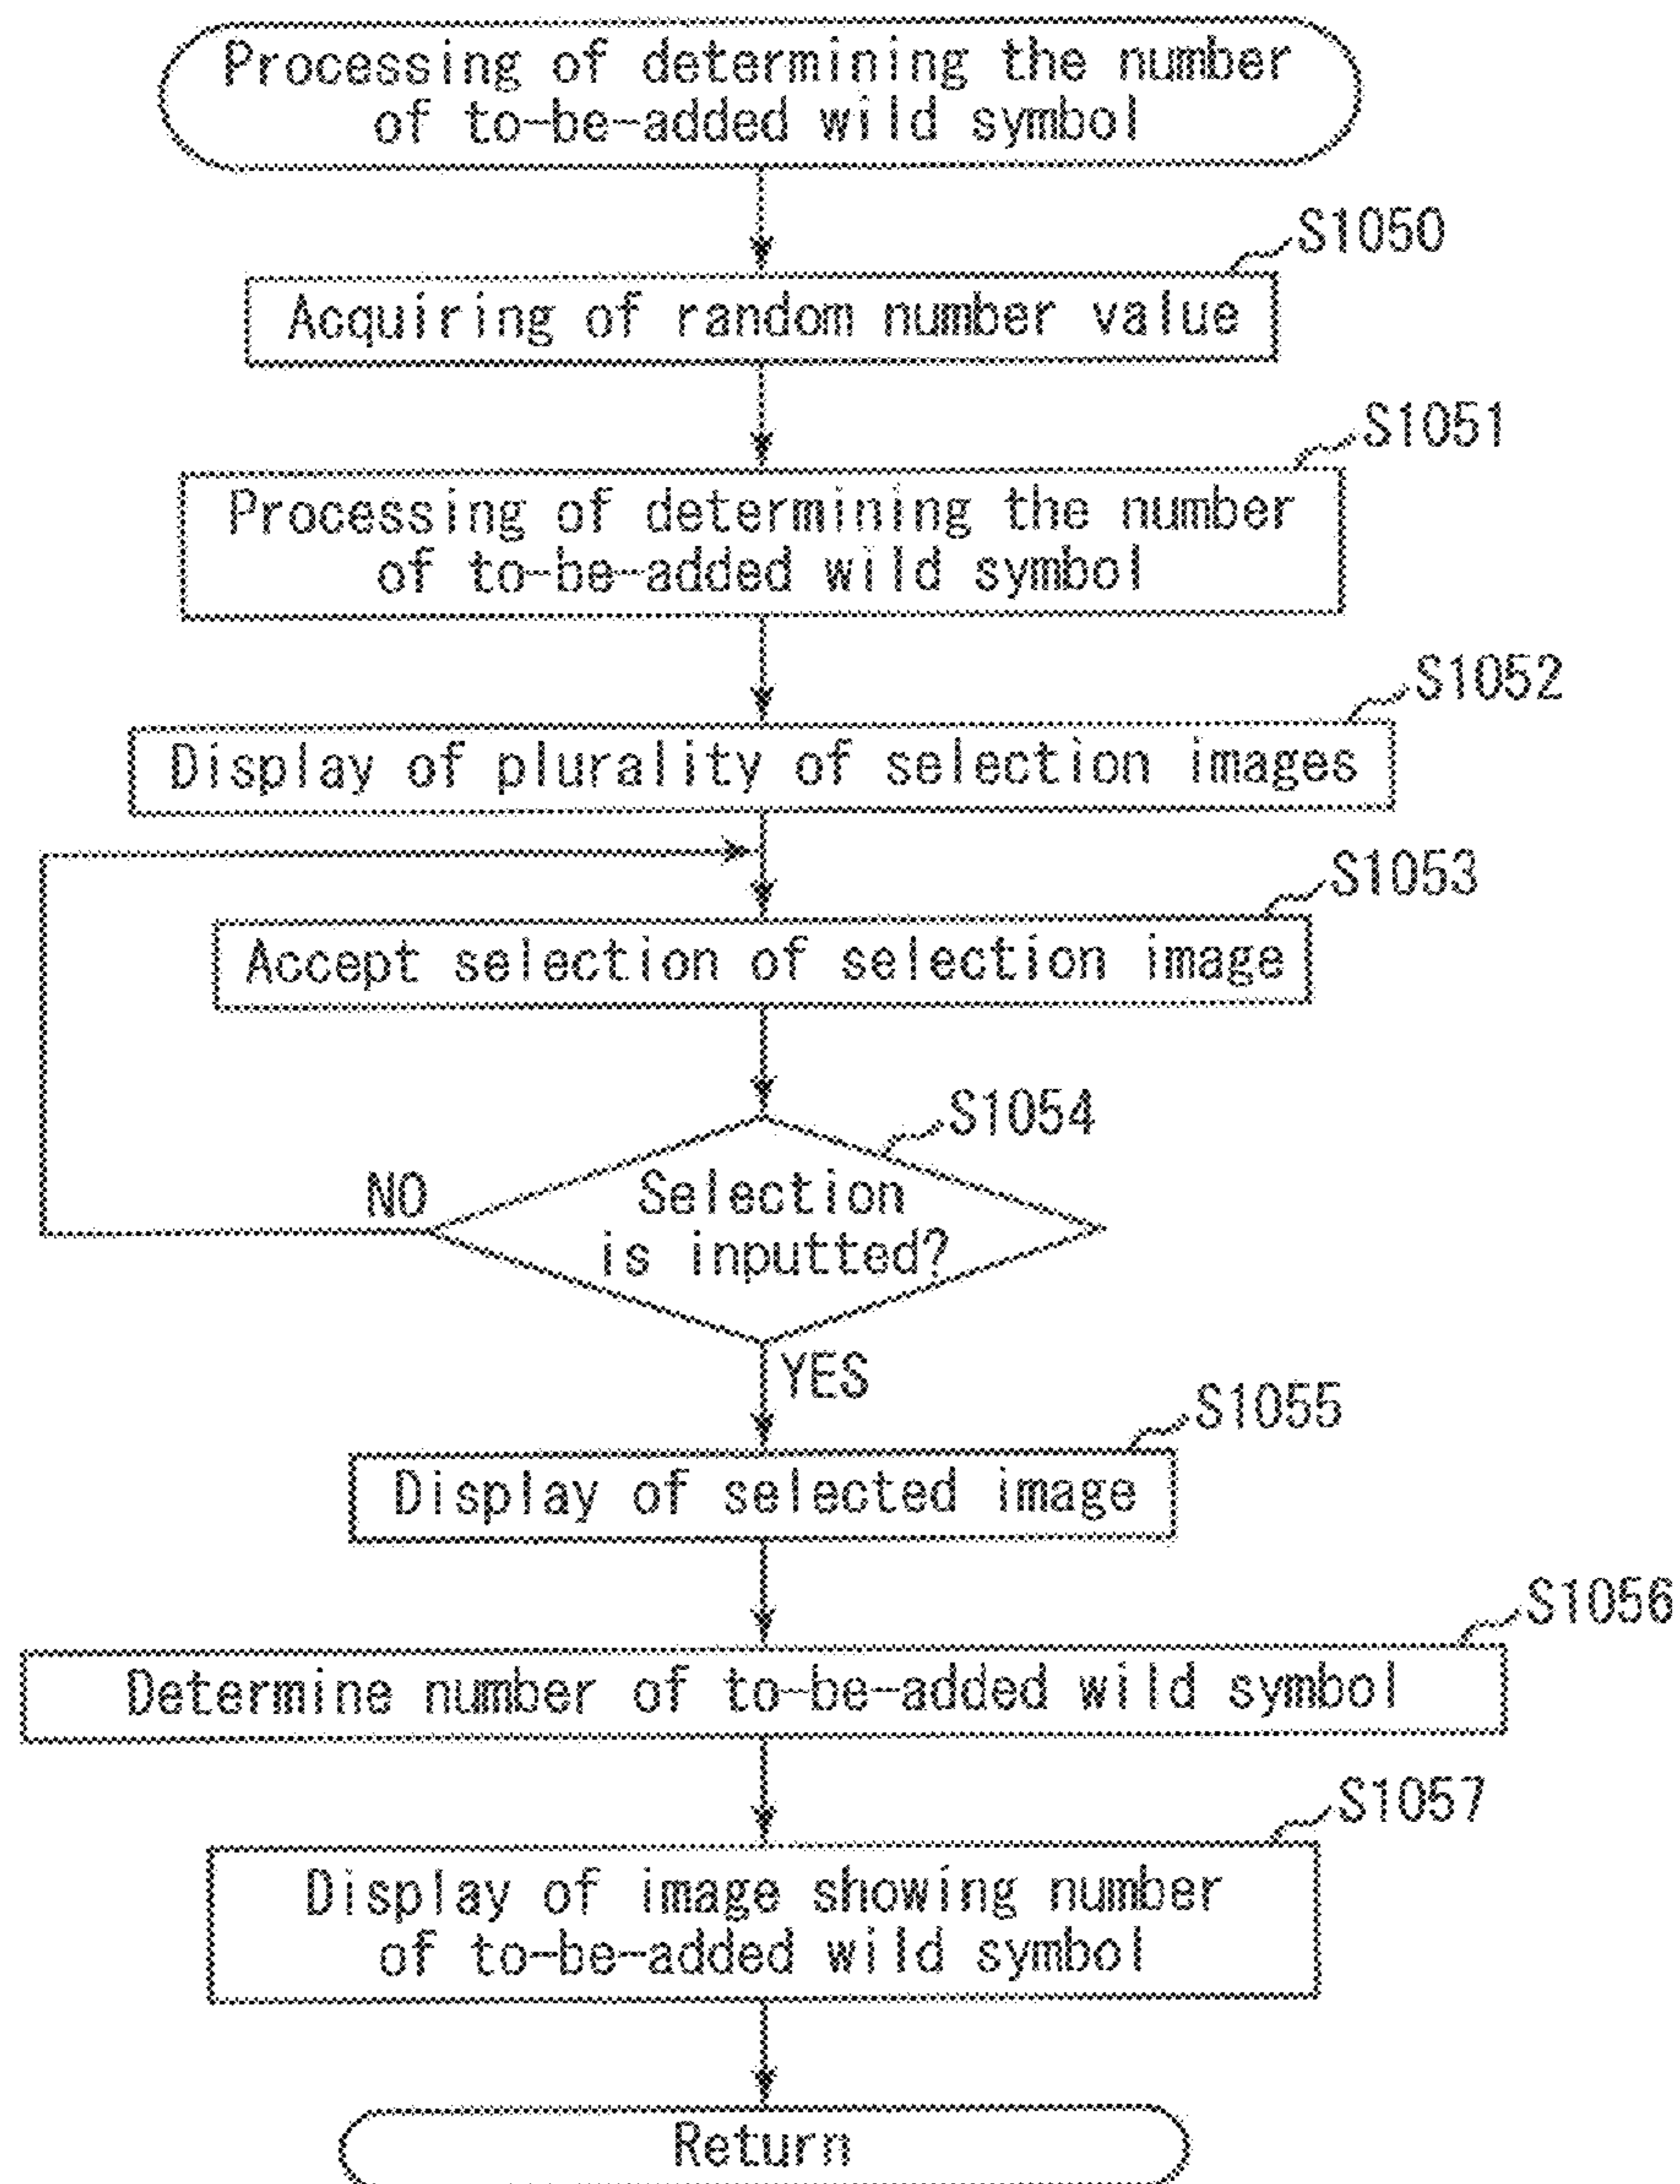 Processing of determining the number
of to-be-added wild symbol
S1050
Acquiring of random number value
S1051
Processing of determining the number
of to-be-added wild symbol
S1052
Display of plurality of selection images
S1053
Accept selection of selection image
S1054
NO
Selection
is inputted?
YES
S1055
Display of selected image
S1056
Determine number of to-be-added wild symbol
S1057
Display of image showing number
of to-be-added wild symbol
Return